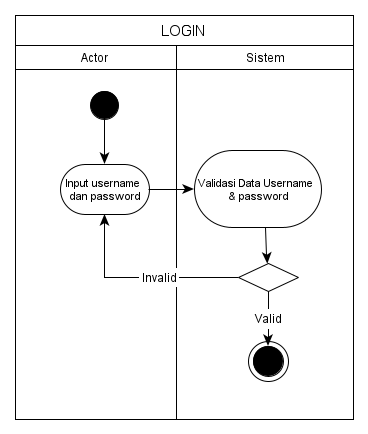 LOGIN
Actor
Sistem
Input username
dan password
Validasi Data Username
& password
Invalid
Valid